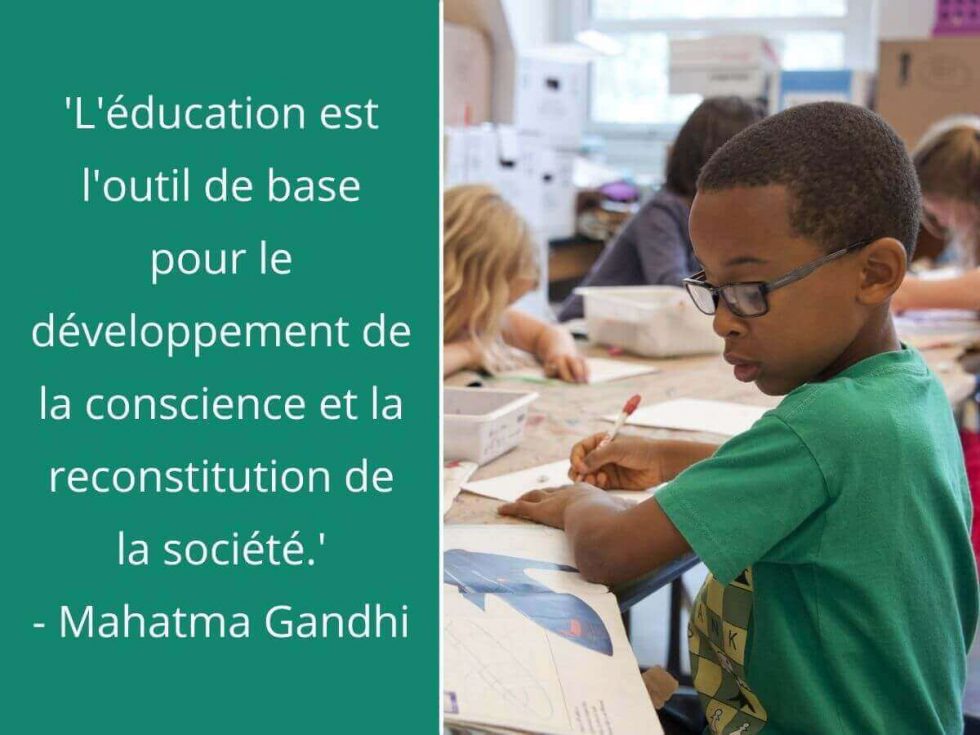 'L'éducation est
l'outil de base
pour le
développement de
la conscience et la
reconstitution de
la société.'
- Mahatma Gandhi